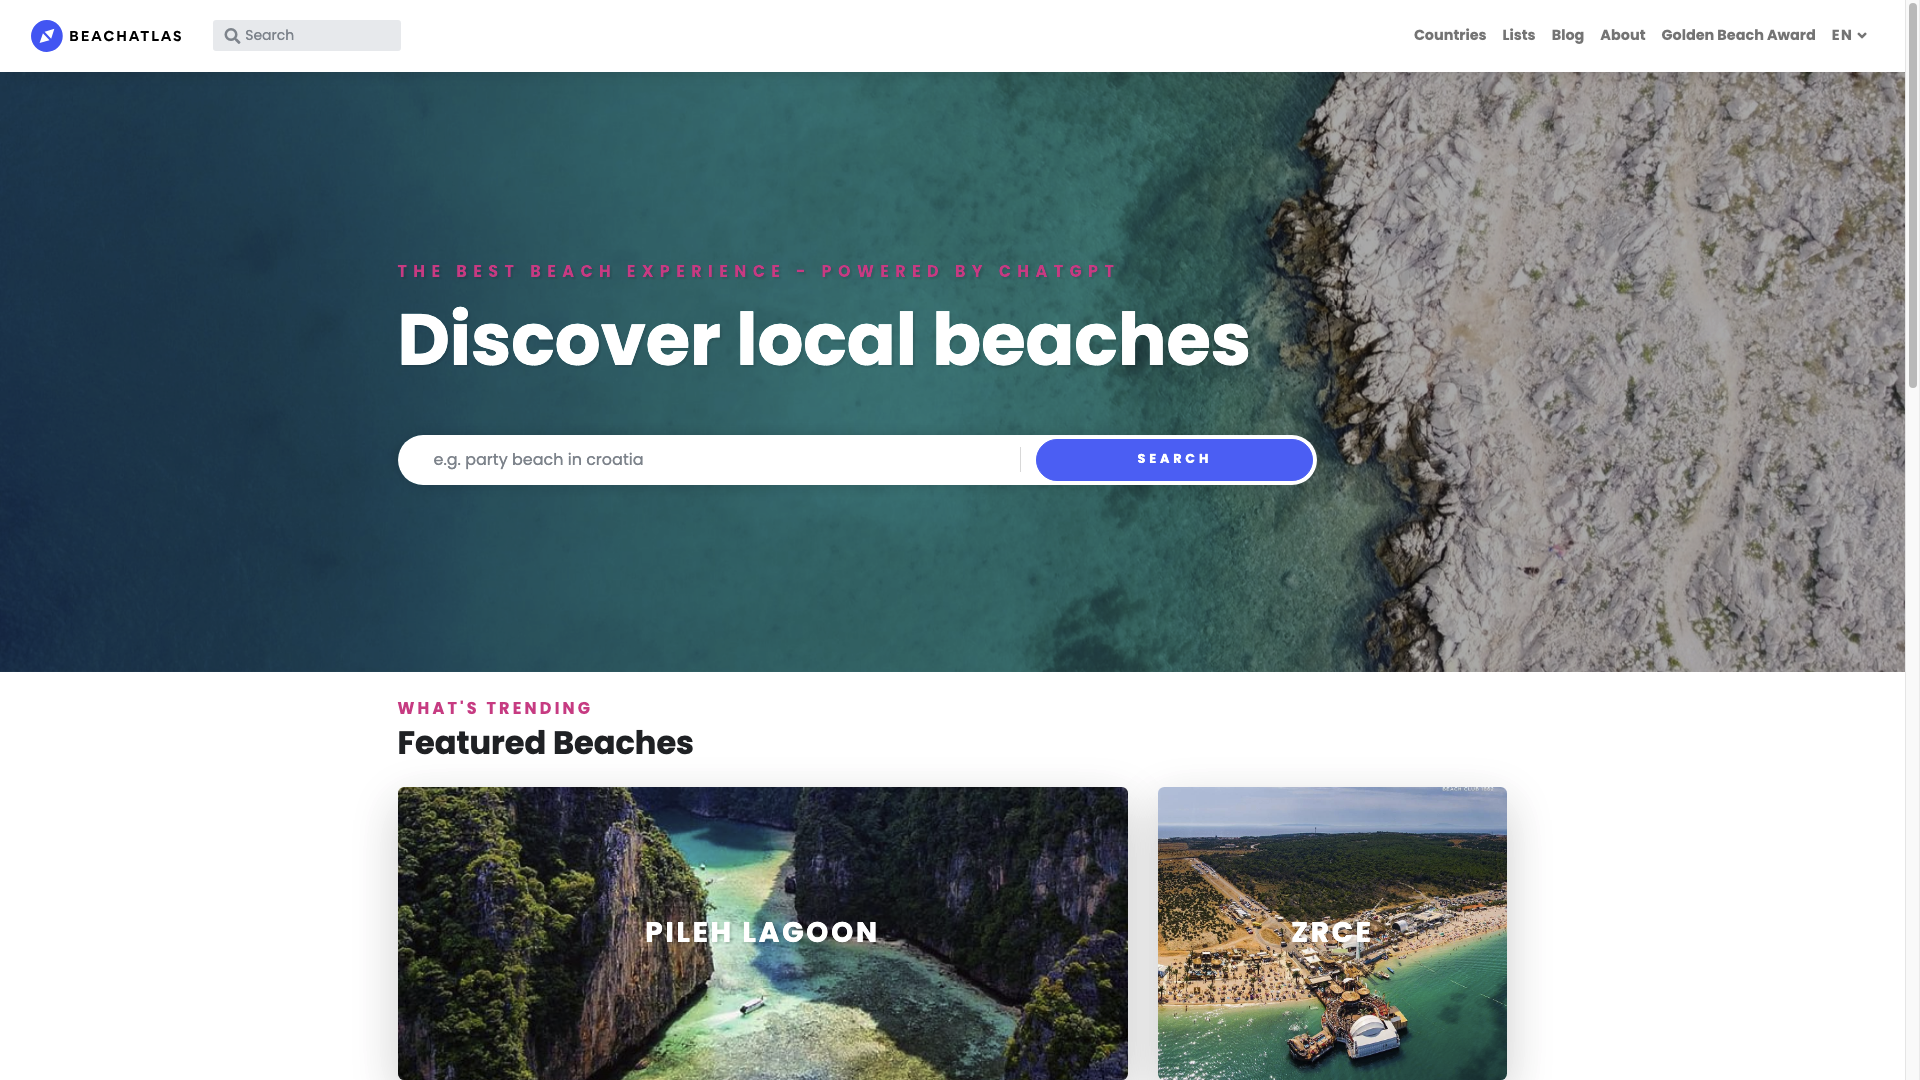 BEACHATLAS
Search
Countries
Lists
Blog
About
Golden Beach Award
EN
THE BEST BEACH EXPERIENCE - POWERED BY CHATGPT
Discover local beaches
e.g. party beach in croatia
SEARCH
WHAT'S TRENDING
Featured Beaches
PILEH LAGOON
ZRCE